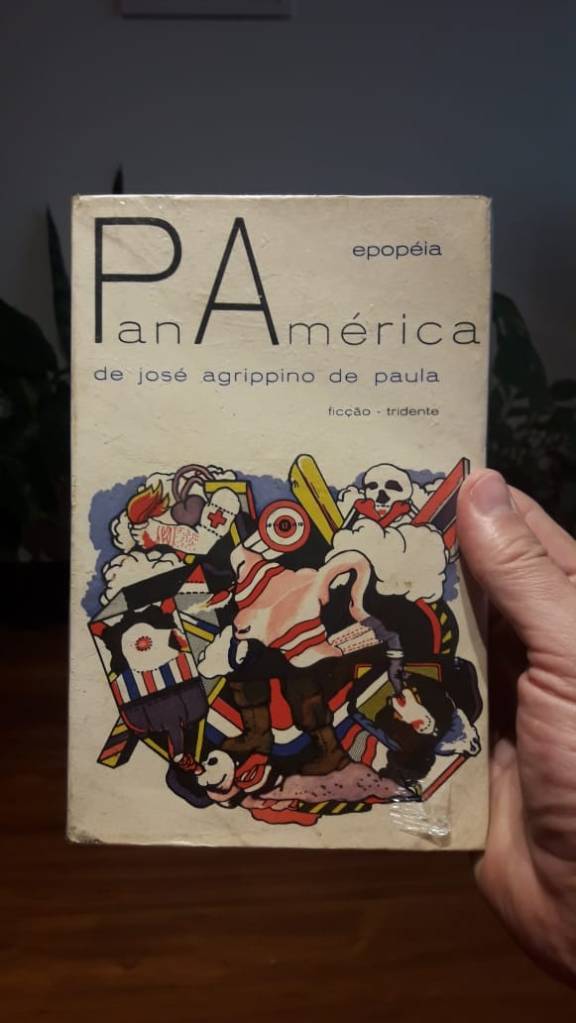 epopéia
PanAmérica
de josé agrippino de paula
ficção - tridente